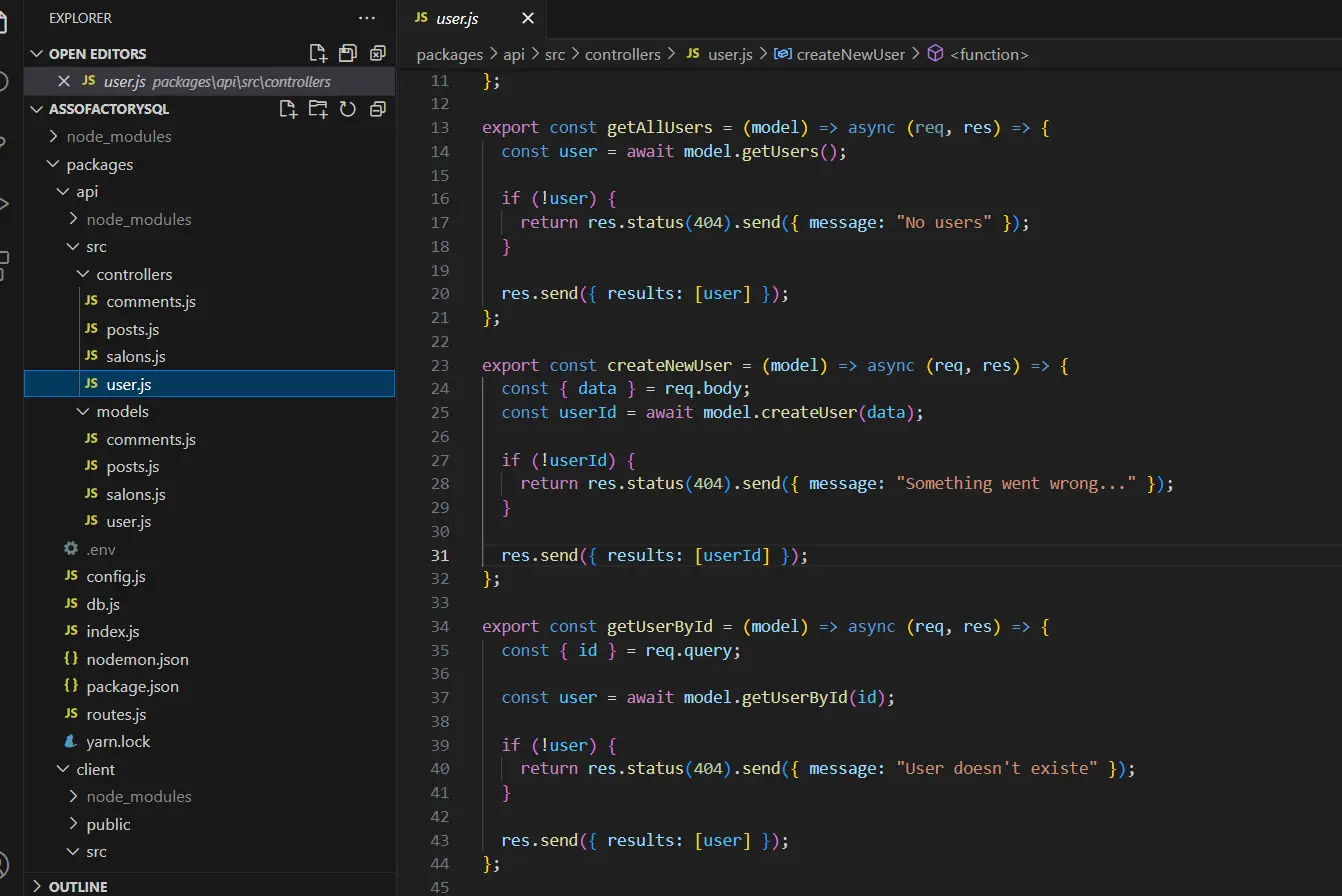 EXPLORER ...
OPEN EDITORS
JS user.js packages\api\src\controllers
ASSOFACTORYSQL
node_modules
packages
api
node_modules
src
controllers
JS comments.js
JS posts.js
JS salons.js
JS user.js
models
JS comments.js
JS posts.js
JS salons.js
JS user.js
.env
JS config.js
JS db.js
JS index.js
{} nodemon.json
{} package.json
JS routes.js
yarn.lock
client
node_modules
public
src
OUTLINE
JS user.js
packages > api > src > controllers > JS user.js > createNewUser > <function>
11 };
12
13 export const getAllUsers = (model) => async (req, res) => {
14 const user = await model.getUsers();
15
16 if (!user) {
17 return res.status(404).send({ message: "No users" });
18 }
19
20 res.send({ results: [user] });
21 };
22
23 export const createNewUser = (model) => async (req, res) => {
24 const { data } = req.body;
25 const userId = await model.createUser(data);
26
27 if (!userId) {
28 return res.status(404).send({ message: "Something went wrong..." });
29 }
30
31 res.send({ results: [userId] });
32 };
33
34 export const getUserById = (model) => async (req, res) => {
35 const { id } = req.query;
36
37 const user = await model.getUserById(id);
38
39 if (!user) {
40 return res.status(404).send({ message: "User doesn't existe" });
41 }
42
43 res.send({ results: [user] });
44 };
45